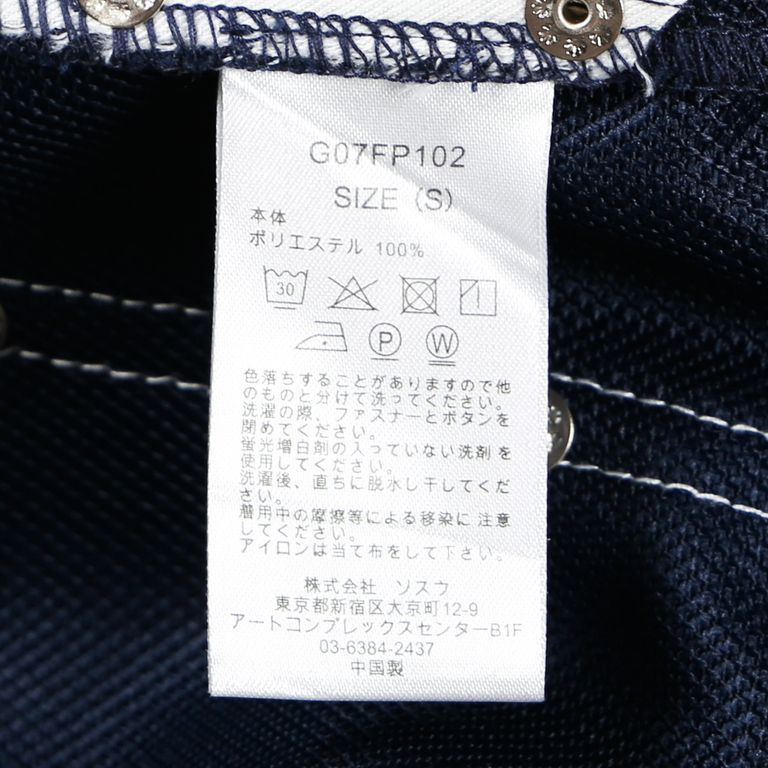 G07FP102
SIZE (S)
本体
ポリエステル 100%
30
P W
色落ちすることがありますので他
のものと分けて洗ってください。
洗濯の際、ファスナーとボタンを
閉めてください。
蛍光増白剤の入っていない洗剤を
使用してください。
洗濯後、直ちに脱水し干してくだ
さい。
着用中の摩擦等による移染に注意
してください。
アイロンは当て布をして下さい。
株式会社 ソスウ
東京都新宿区大京町12-9
アートコンプレックスセンターB1F
03-6384-2437
中国製